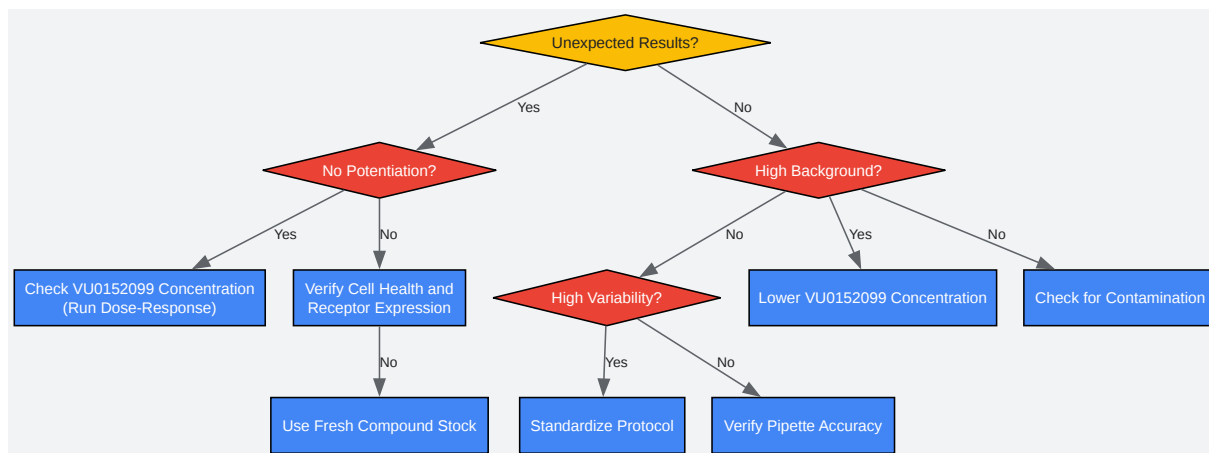 Unexpected Results?
Yes
No
No Potentiation?
High Background?
Yes
No
No
Yes
No
Check VU0152099 Concentration
(Run Dose-Response)
Verify Cell Health and
Receptor Expression
High Variability?
Lower VU0152099 Concentration
Check for Contamination
No
Yes
No
Use Fresh Compound Stock
Standardize Protocol
Verify Pipette Accuracy